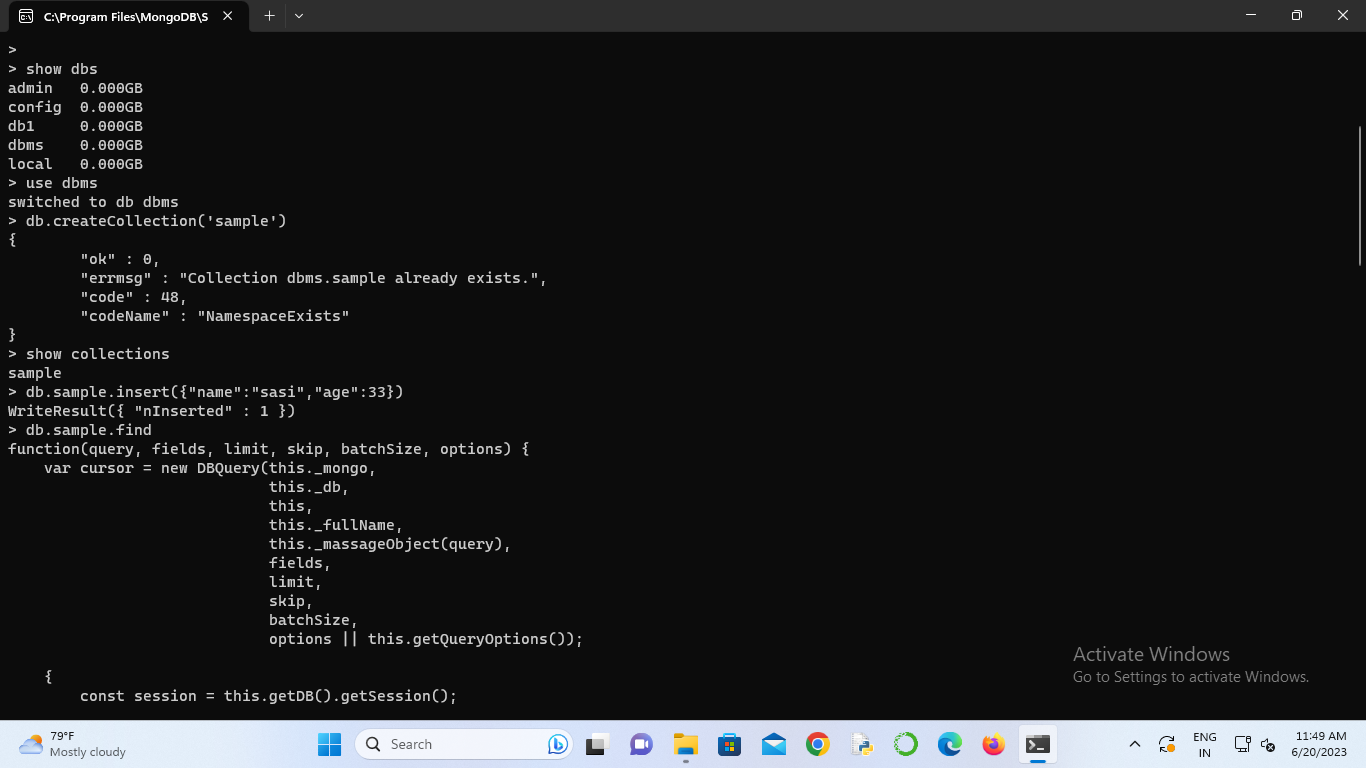 C:\Program Files\MongoDB\S
>
> show dbs
admin   0.000GB
config  0.000GB
db1     0.000GB
dbms    0.000GB
local   0.000GB
> use dbms
switched to db dbms
> db.createCollection('sample')
{
        "ok" : 0,
        "errmsg" : "Collection dbms.sample already exists.",
        "code" : 48,
        "codeName" : "NamespaceExists"
}
> show collections
sample
> db.sample.insert({"name":"sasi","age":33})
WriteResult({ "nInserted" : 1 })
> db.sample.find
function(query, fields, limit, skip, batchSize, options) {
    var cursor = new DBQuery(this._mongo,
                             this._db,
                             this,
                             this._fullName,
                             this._massageObject(query),
                             fields,
                             limit,
                             skip,
                             batchSize,
                             options || this.getQueryOptions());
    {
        const session = this.getDB().getSession();
Activate Windows
Go to Settings to activate Windows.
79°F
Mostly cloudy
Search
ENG
IN
11:49 AM
6/20/2023